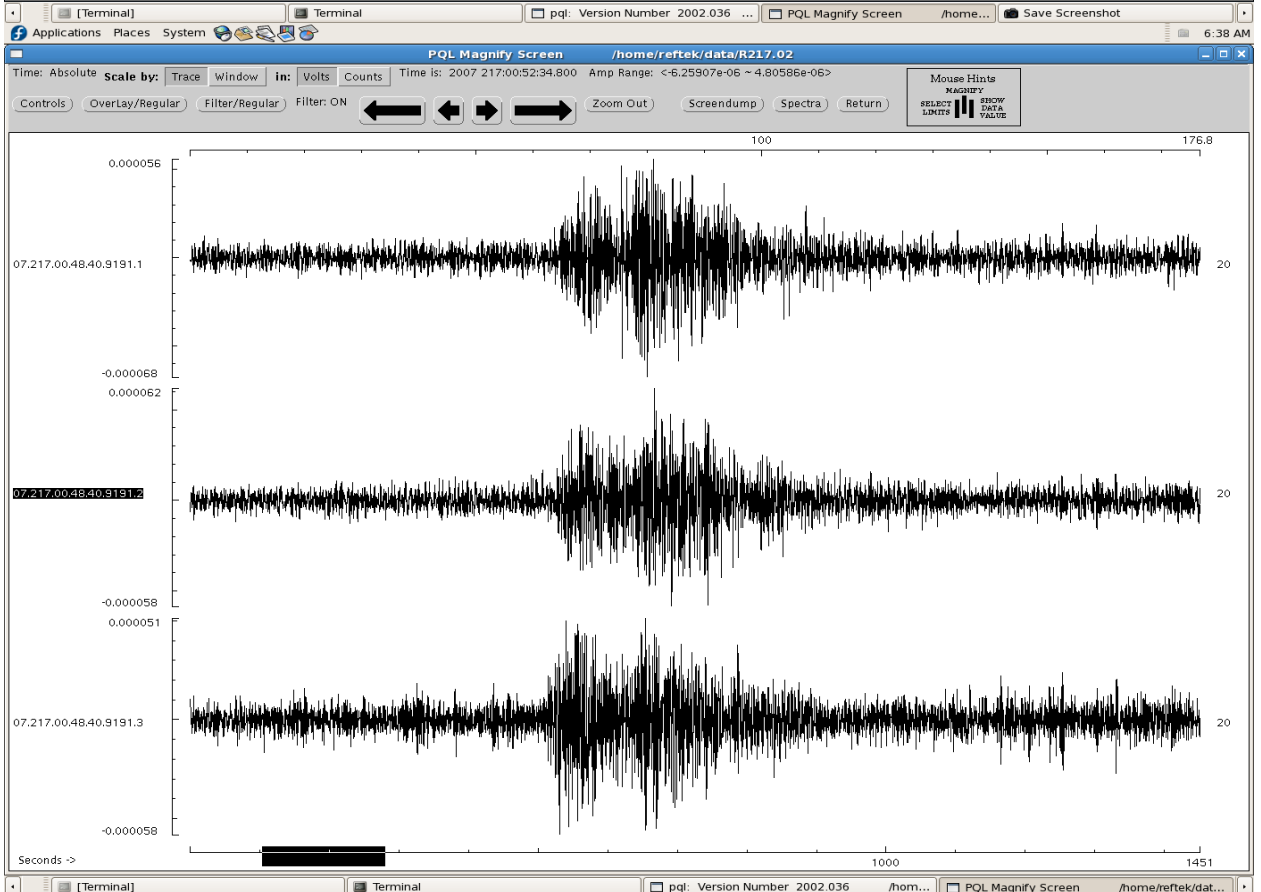 [Terminal] Terminal pql: Version Number 2002.036 ... PQL Magnify Screen /home... Save Screenshot
Applications Places System 6:38 AM
PQL Magnify Screen /home/reftek/data/R217.02
Time: Absolute Scale by: Trace Window in: Volts Counts Time is: 2007 217:00:52:34.800 Amp Range: <-6.25907e-06 ~ 4.80586e-06>
Controls OverLay/Regular Filter/Regular Filter: ON Zoom Out Screendump Spectra Return
Mouse Hints
MAGNIFY
SELECT LIMITS
SHOW DATA VALUE
100 176.8
0.000056
07.217.00.48.40.9191.1 20
-0.000068
0.000062
07.217.00.48.40.9191.2 20
-0.000058
0.000051
07.217.00.48.40.9191.3 20
-0.000058
Seconds -> 1000 1451
[Terminal] Terminal pql: Version Number 2002.036 /hom... PQL Magnify Screen /home/reftek/dat...